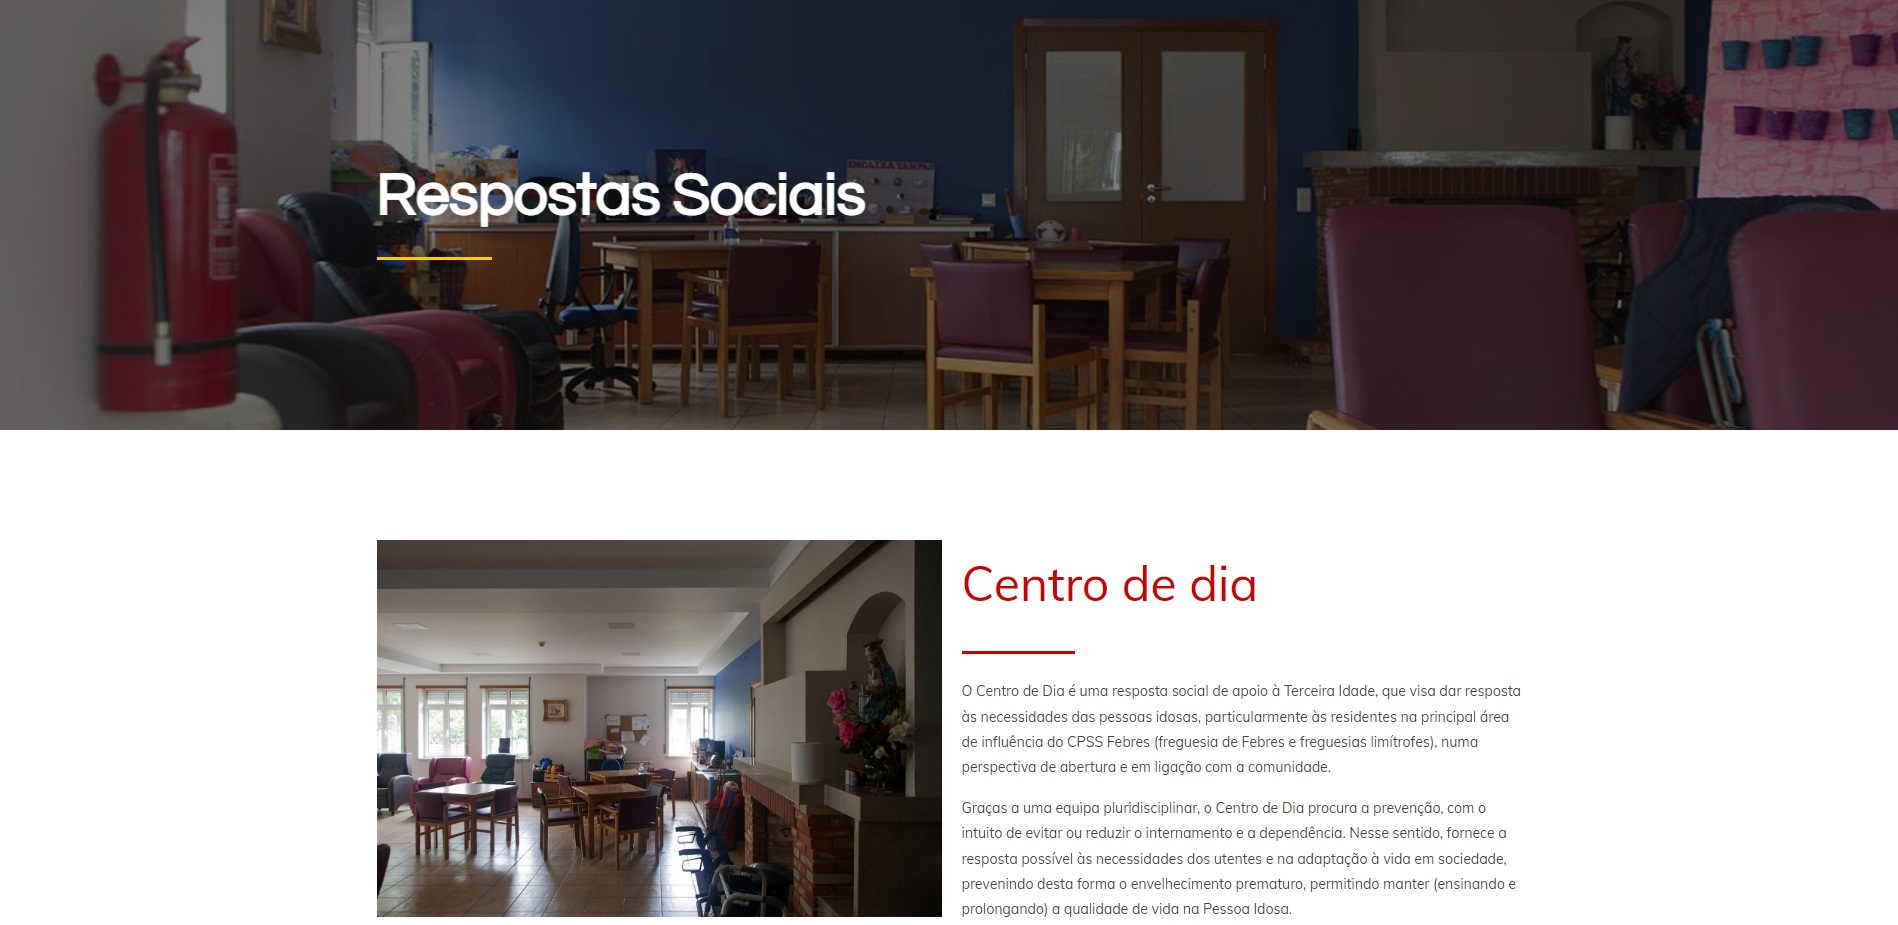 Respostas Sociais
Centro de dia
O Centro de Dia é uma resposta social de apoio à Terceira Idade, que visa dar resposta
às necessidades das pessoas idosas, particularmente às residentes na principal área
de influência do CPSS Febres (freguesia de Febres e freguesias limítrofes), numa
perspectiva de abertura e em ligação com a comunidade.
Graças a uma equipa pluridisciplinar, o Centro de Dia procura a prevenção, com o
intuito de evitar ou reduzir o internamento e a dependência. Nesse sentido, fornece a
resposta possível às necessidades dos utentes e na adaptação à vida em sociedade,
prevenindo desta forma o envelhecimento prematuro, permitindo manter (ensinando e
prolongando) a qualidade de vida na Pessoa Idosa.